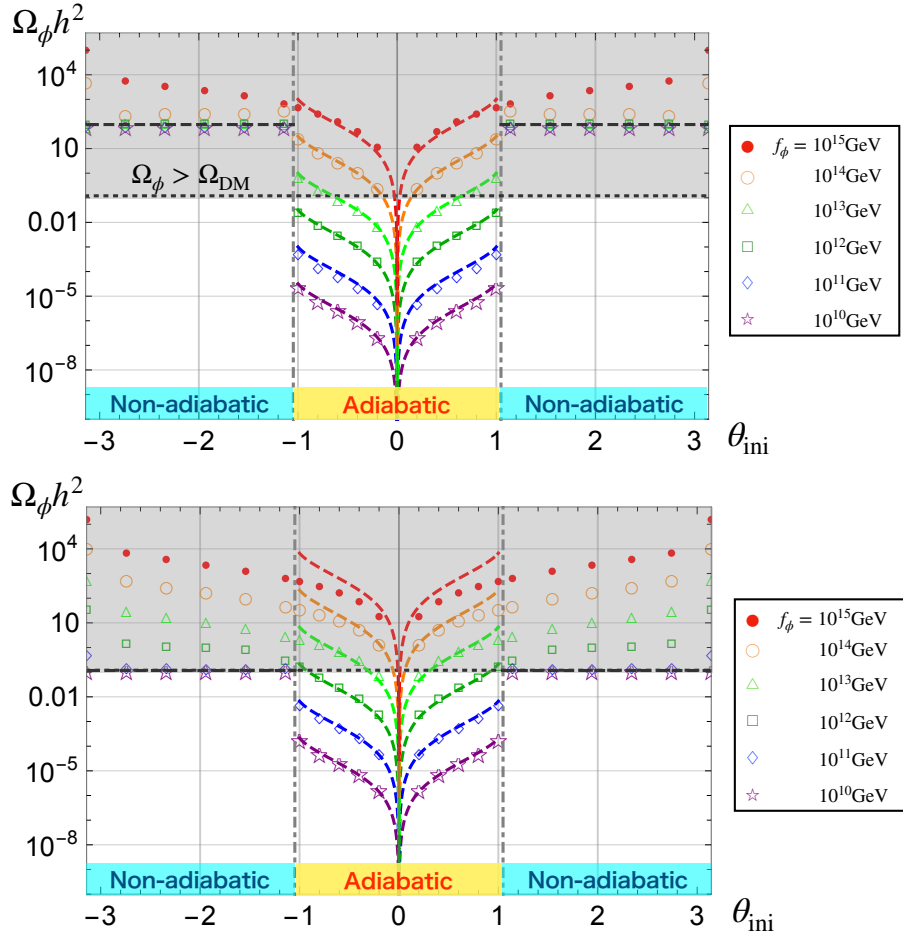 Ω_ϕh²
10⁴
10
0.01
10⁻⁵
10⁻⁸
Ω_ϕ > Ω_DM
Non-adiabatic Adiabatic Non-adiabatic
−3 −2 −1 0 1 2 3 θ_ini
f_ϕ = 10¹⁵GeV
10¹⁴GeV
10¹³GeV
10¹²GeV
10¹¹GeV
10¹⁰GeV
Ω_ϕh²
10⁴
10
0.01
10⁻⁵
10⁻⁸
Non-adiabatic Adiabatic Non-adiabatic
−3 −2 −1 0 1 2 3 θ_ini
f_ϕ = 10¹⁵GeV
10¹⁴GeV
10¹³GeV
10¹²GeV
10¹¹GeV
10¹⁰GeV